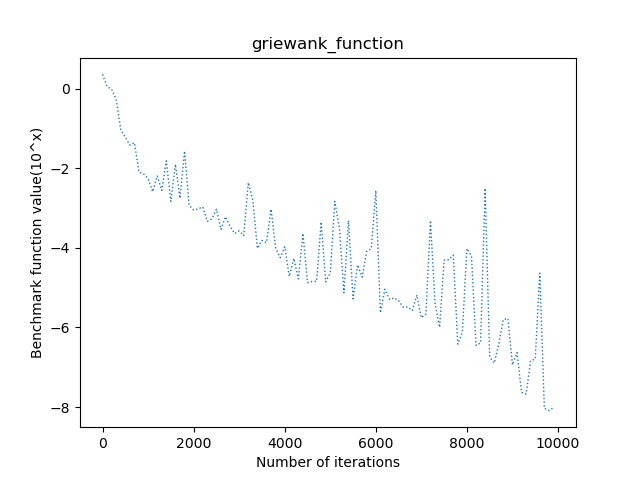 griewank_function
Benchmark function value(10^x)
0
−2
−4
−6
−8
0 2000 4000 6000 8000 10000
Number of iterations